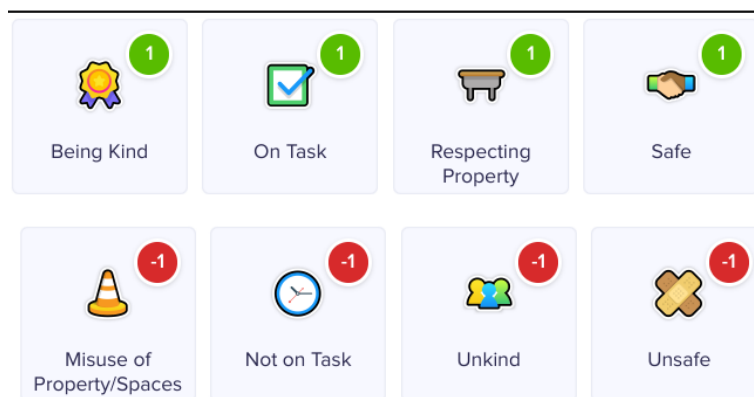 1
1
1
1
Being Kind
On Task
Respecting
Property
Safe
-1
-1
-1
-1
Misuse of
Property/Spaces
Not on Task
Unkind
Unsafe